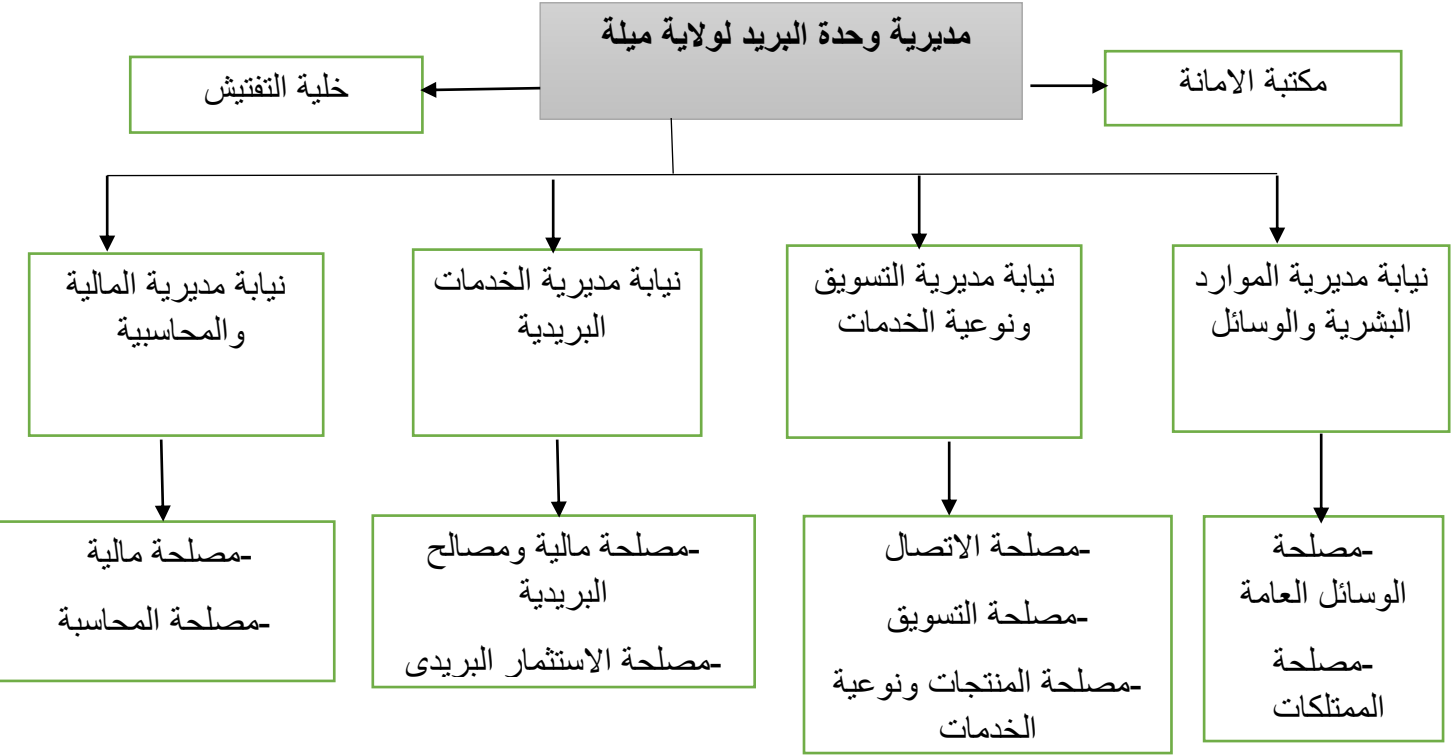 مديرية وحدة البريد لولاية ميلة
مكتبة الامانة
خلية التفتيش
نيابة مديرية الموارد
البشرية والوسائل
نيابة مديرية التسويق
ونوعية الخدمات
نيابة مديرية الخدمات
البريدية
نيابة مديرية المالية
والمحاسبية
-مصلحة
الوسائل العامة
-مصلحة
الممتلكات
-مصلحة الاتصال
-مصلحة التسويق
-مصلحة المنتجات ونوعية
الخدمات
-مصلحة مالية ومصالح
البريدية
-مصلحة الاستثمار البريدي
-مصلحة مالية
-مصلحة المحاسبة